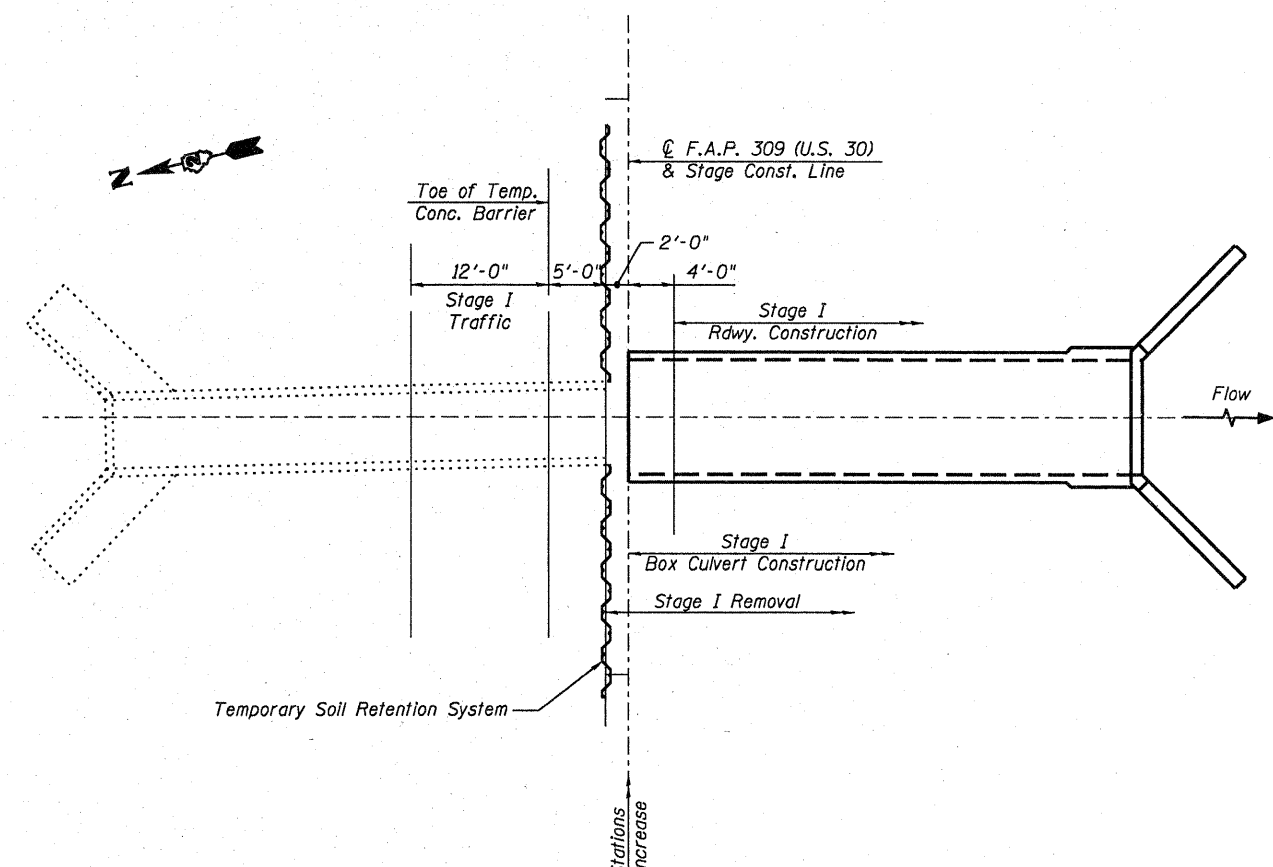 ℄ F.A.P. 309 (U.S. 30)
& Stage Const. Line
N
Toe of Temp.
Conc. Barrier
2'-0"
12'-0"
5'-0"
4'-0"
Stage I
Traffic
Stage I
Rdwy. Construction
Flow
Stage I
Box Culvert Construction
Stage I Removal
Temporary Soil Retention System
Increase